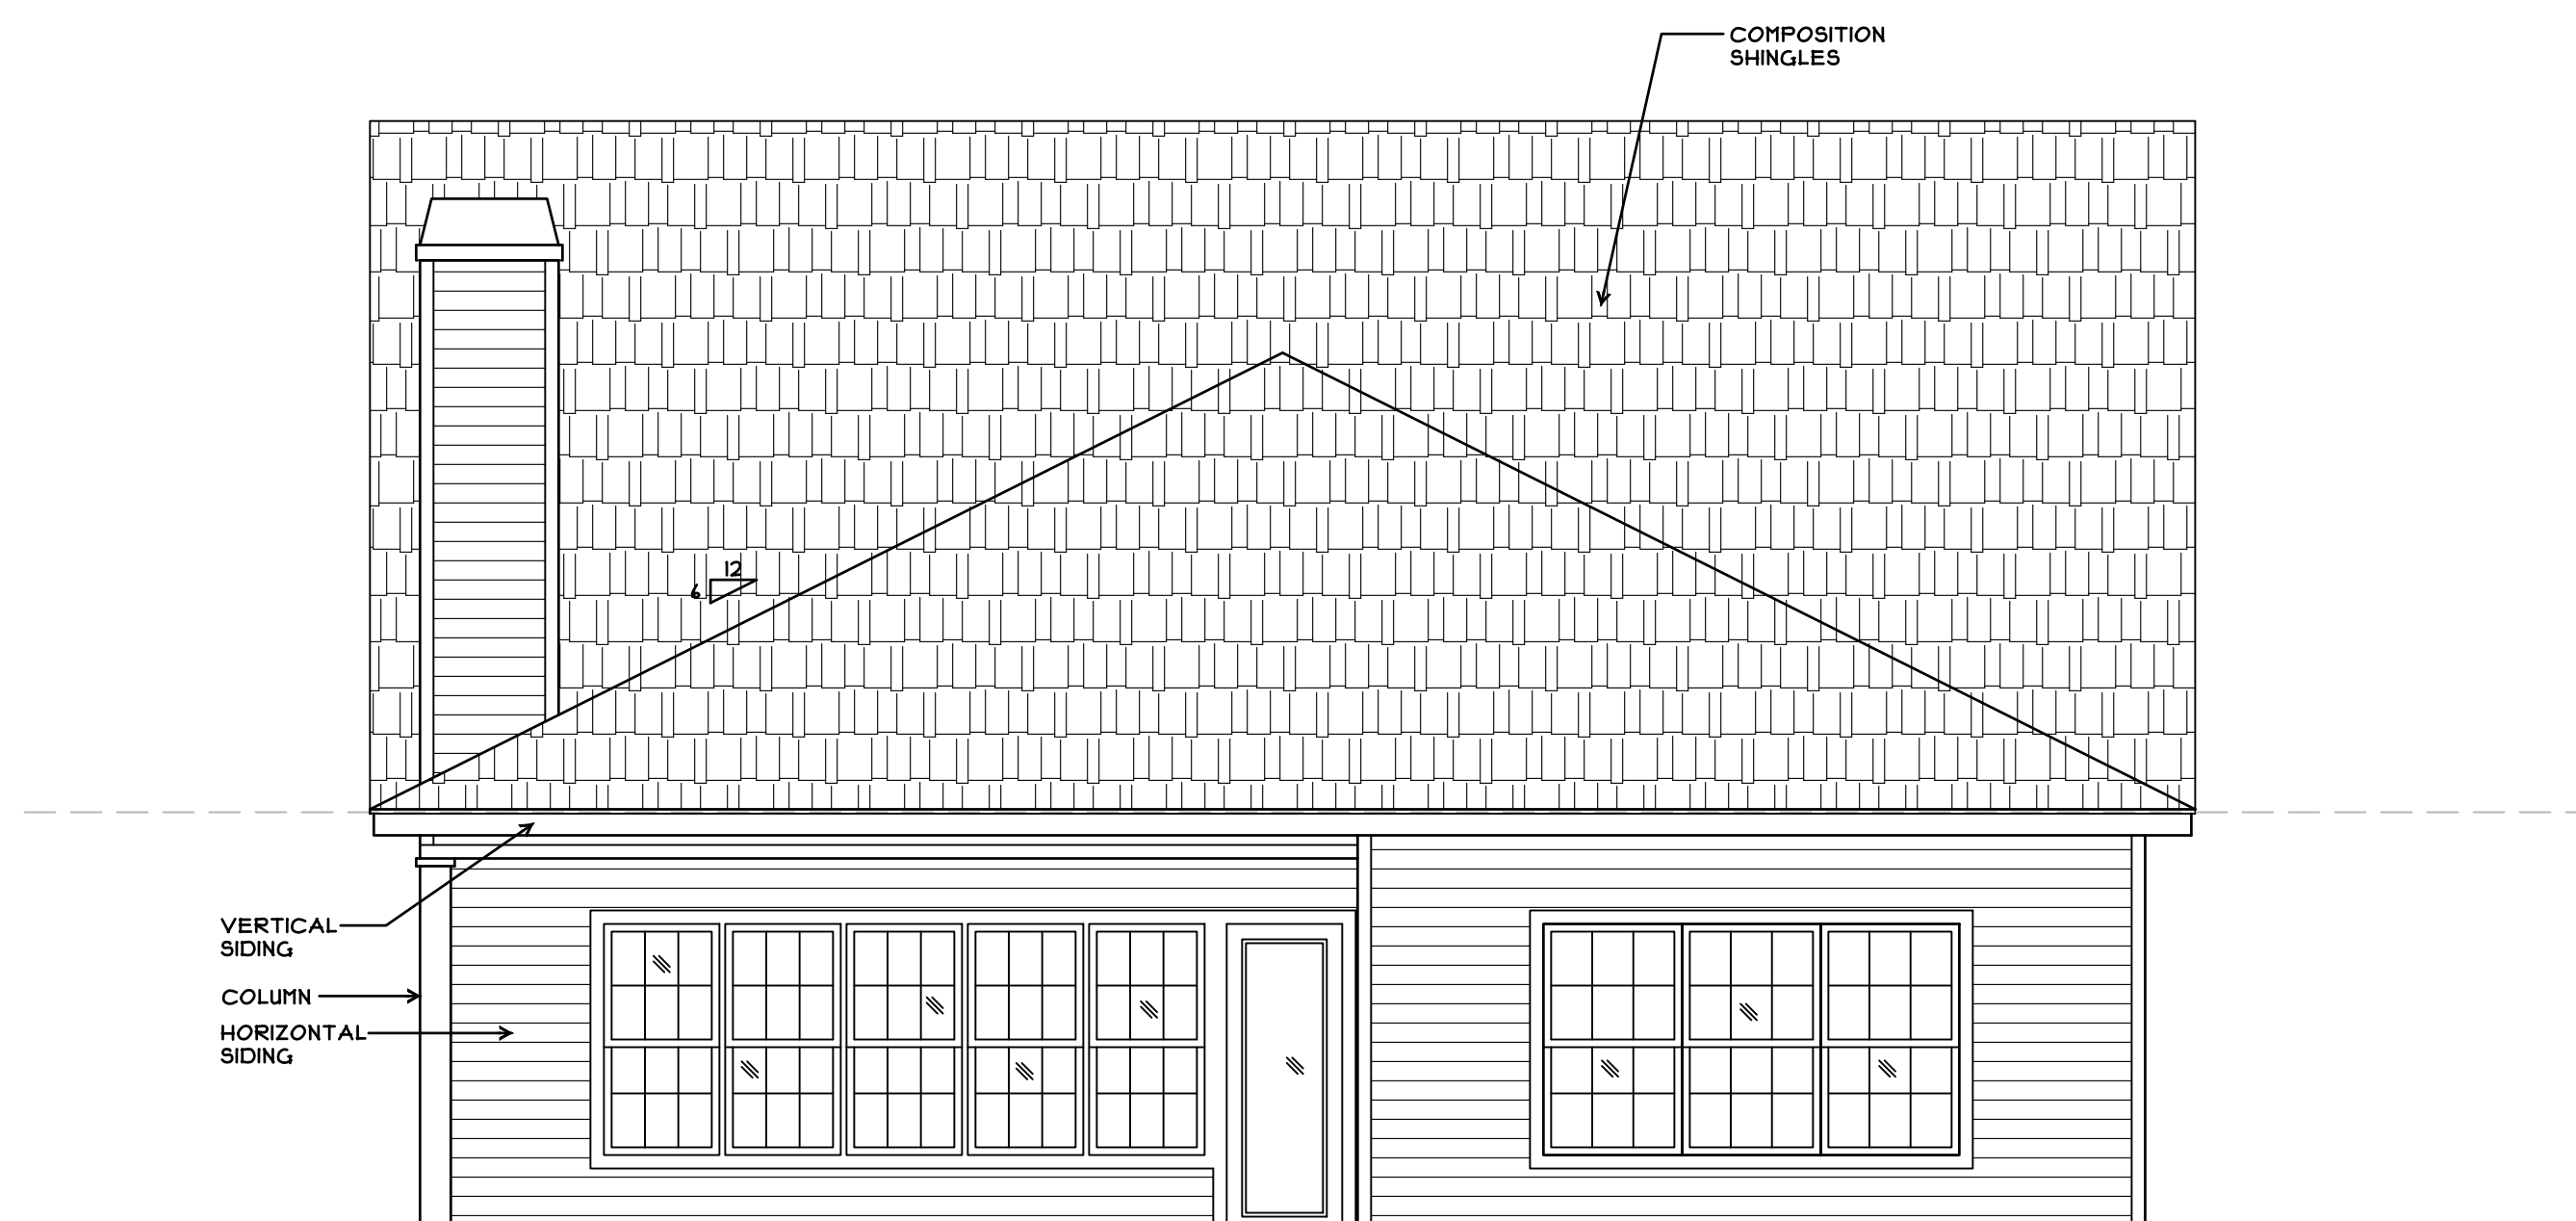 COMPOSITION
SHINGLES
12
6
VERTICAL
SIDING
COLUMN
HORIZONTAL
SIDING